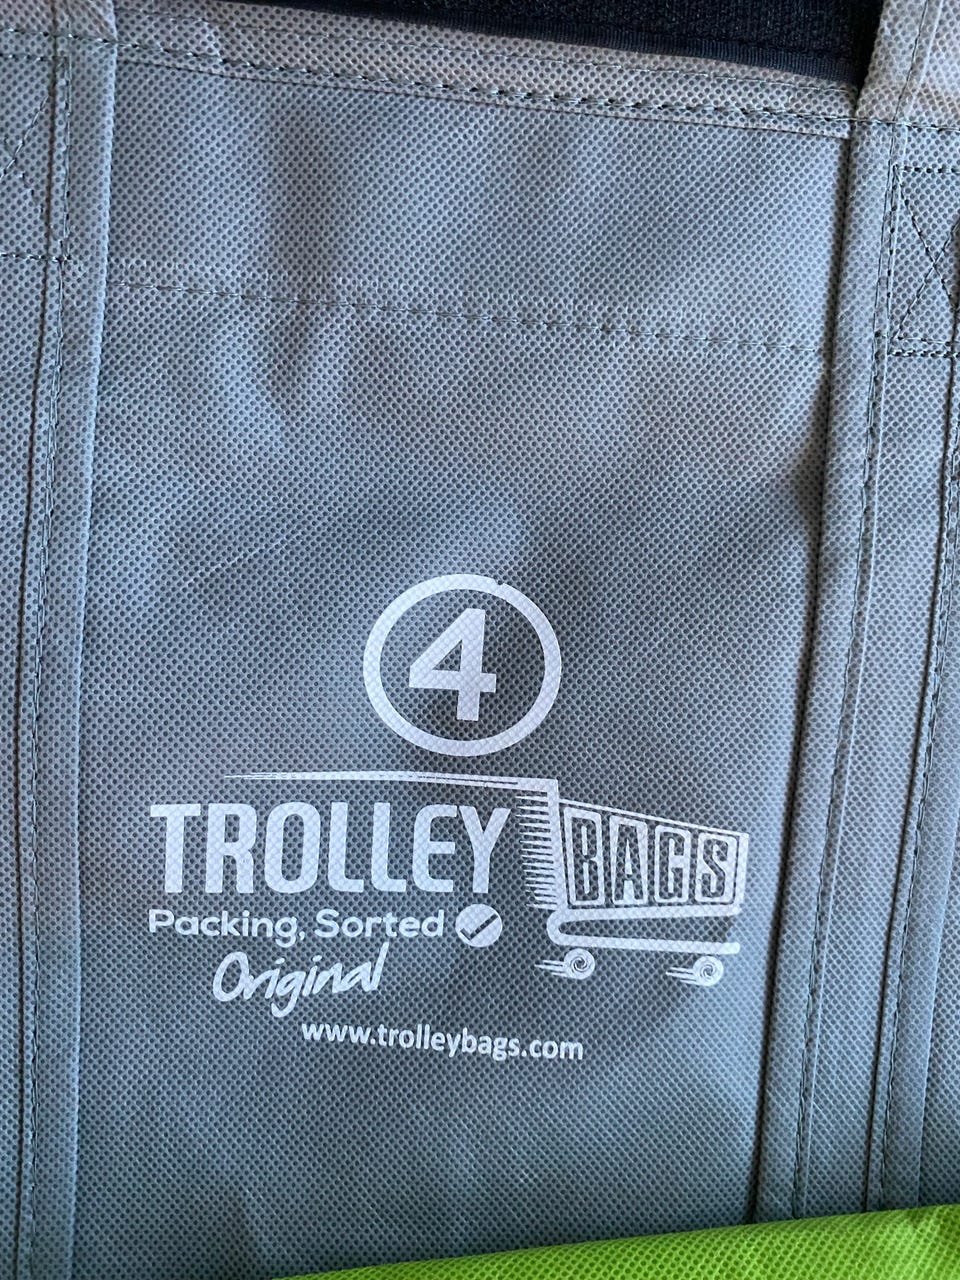 4
TROLLEY BAGS
Packing, Sorted
Original
www.trolleybags.com